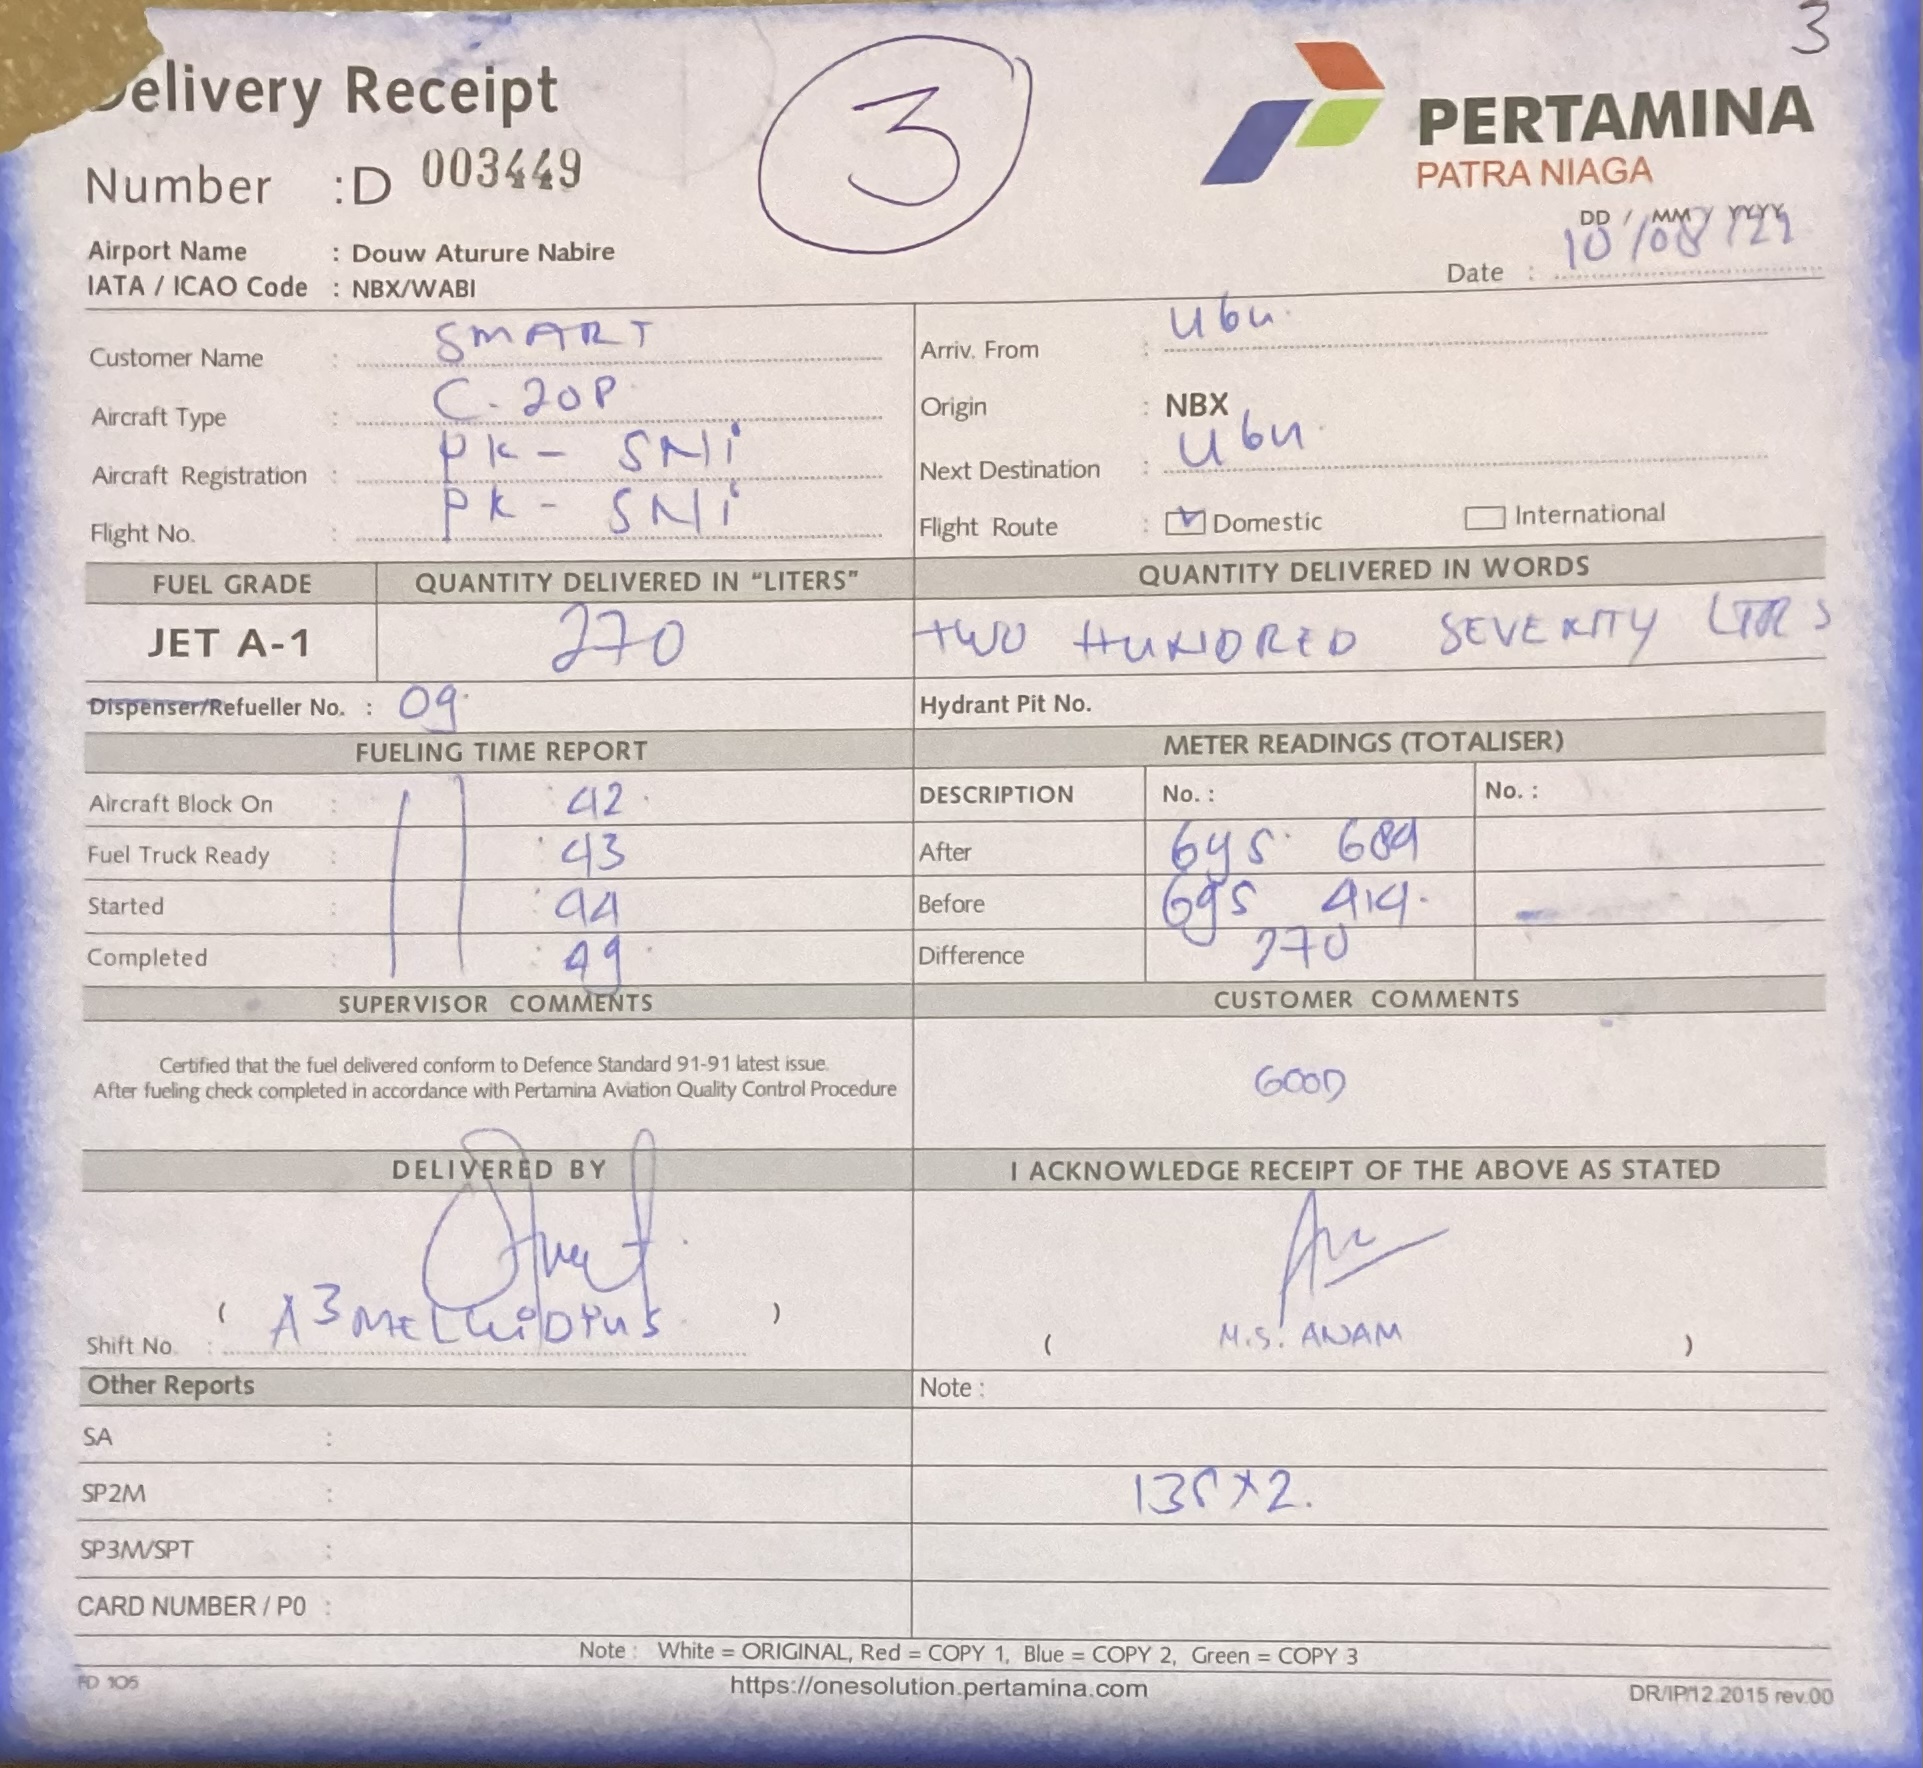 3
Delivery Receipt
3
PERTAMINA
PATRA NIAGA
Number : D 003449
DD / MM / YYYY
Airport Name : Douw Aturure Nabire
Date : 10/08/
IATA / ICAO Code : NBX/WABI
Customer Name : SMART
Arriv. From : UBU
Aircraft Type : C. 208
Origin : NBX
Aircraft Registration : PK - SNI
Next Destination : UBU
Flight No. : PK - SNI
Flight Route : Domestic International
FUEL GRADE QUANTITY DELIVERED IN "LITERS" QUANTITY DELIVERED IN WORDS
JET A-1 270 TWO HUNDRED SEVENTY LTRS
Dispenser/Refueller No. : 09 Hydrant Pit No.
FUELING TIME REPORT METER READINGS (TOTALISER)
Aircraft Block On : 11 : 42 DESCRIPTION No. : No. :
Fuel Truck Ready : : 43 After 695 684
Started : : 44 Before 695 414
Completed : : 49 Difference 270
SUPERVISOR COMMENTS CUSTOMER COMMENTS
Certified that the fuel delivered conform to Defence Standard 91-91 latest issue.
After fueling check completed in accordance with Pertamina Aviation Quality Control Procedure
GOOD
DELIVERED BY I ACKNOWLEDGE RECEIPT OF THE ABOVE AS STATED
( )
Shift No. : A3
( M.S. ANAM )
Other Reports Note :
SA :
SP2M : 135 x 2.
SP3M/SPT :
CARD NUMBER / P0 :
Note : White = ORIGINAL, Red = COPY 1, Blue = COPY 2, Green = COPY 3
FD 105 https://onesolution.pertamina.com DR/IP/12.2015 rev.00